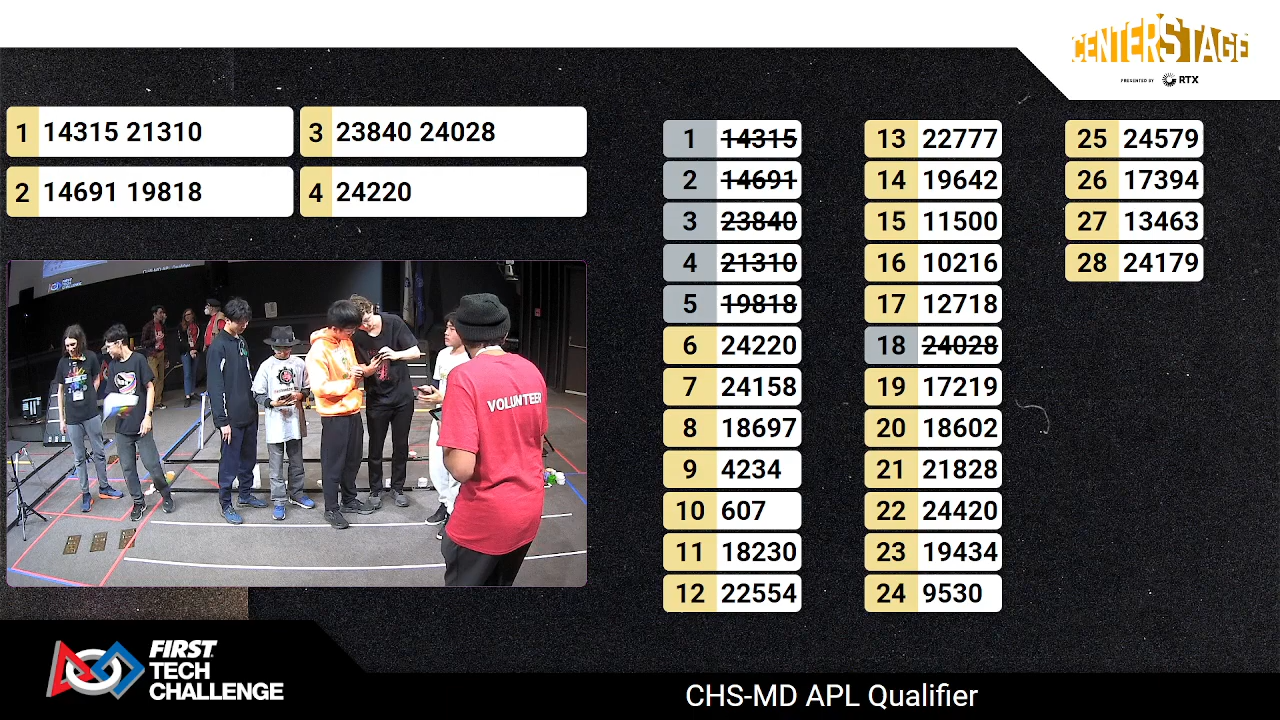 CENTERSTAGE
PRESENTED BY RTX
1 14315 21310
3 23840 24028
2 14691 19818
4 24220
1 14315
2 14691
3 23840
4 21310
5 19818
6 24220
7 24158
8 18697
9 4234
10 607
11 18230
12 22554
13 22777
14 19642
15 11500
16 10216
17 12718
18 24028
19 17219
20 18602
21 21828
22 24420
23 19434
24 9530
25 24579
26 17394
27 13463
28 24179
VOLUNTEER
FIRST
TECH
CHALLENGE
CHS-MD APL Qualifier